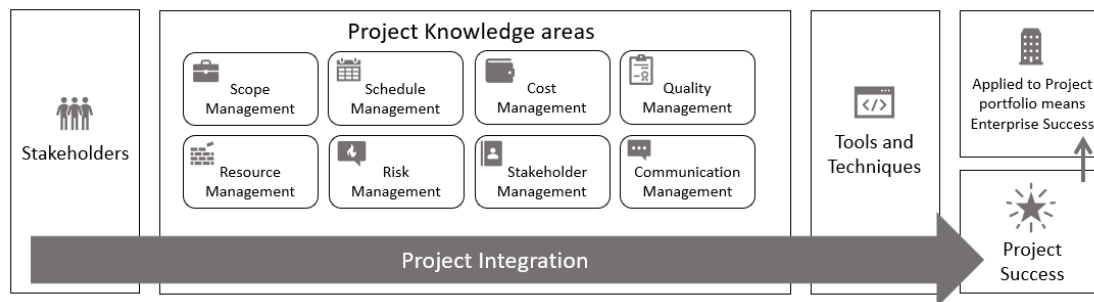 Stakeholders
Project Knowledge areas
Scope
Management
Schedule
Management
Cost
Management
Quality
Management
Resource
Management
Risk
Management
Stakeholder
Management
Communication
Management
Tools and
Techniques
Applied to Project
portfolio means
Enterprise Success
Project
Success
Project Integration